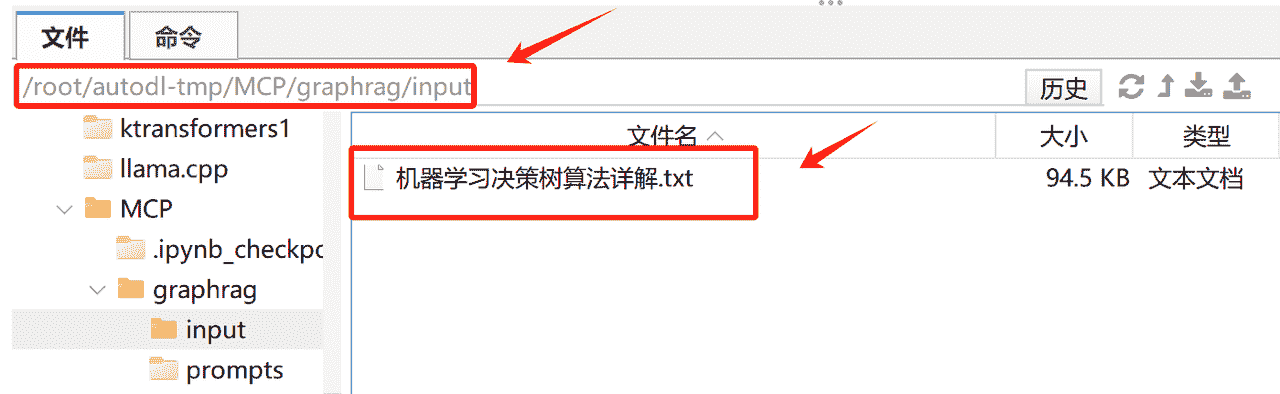 文件 命令
/root/autodl-tmp/MCP/graphrag/input 历史
ktransformers1
llama.cpp
MCP
.ipynb_checkpo
graphrag
input
prompts
文件名 大小 类型
机器学习决策树算法详解.txt 94.5 KB 文本文档